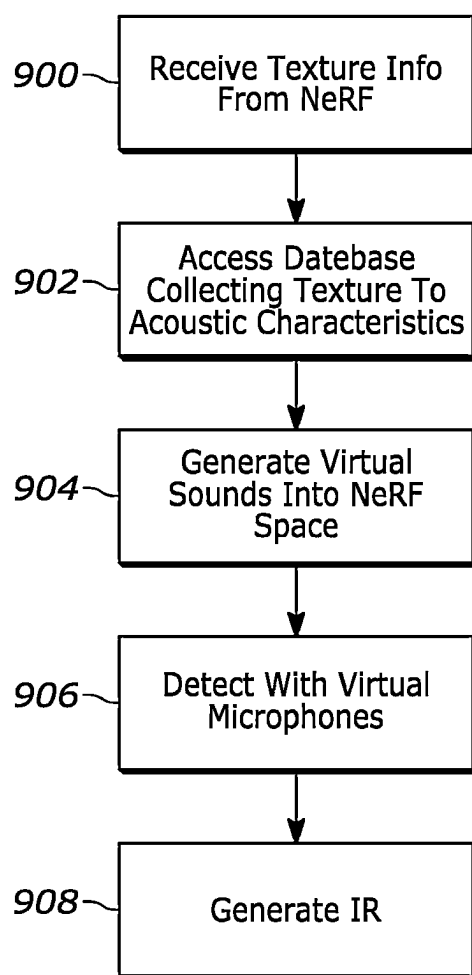 900
Receive Texture Info
From NeRF
902
Access Datebase
Collecting Texture To
Acoustic Characteristics
904
Generate Virtual
Sounds Into NeRF
Space
906
Detect With Virtual
Microphones
908
Generate IR